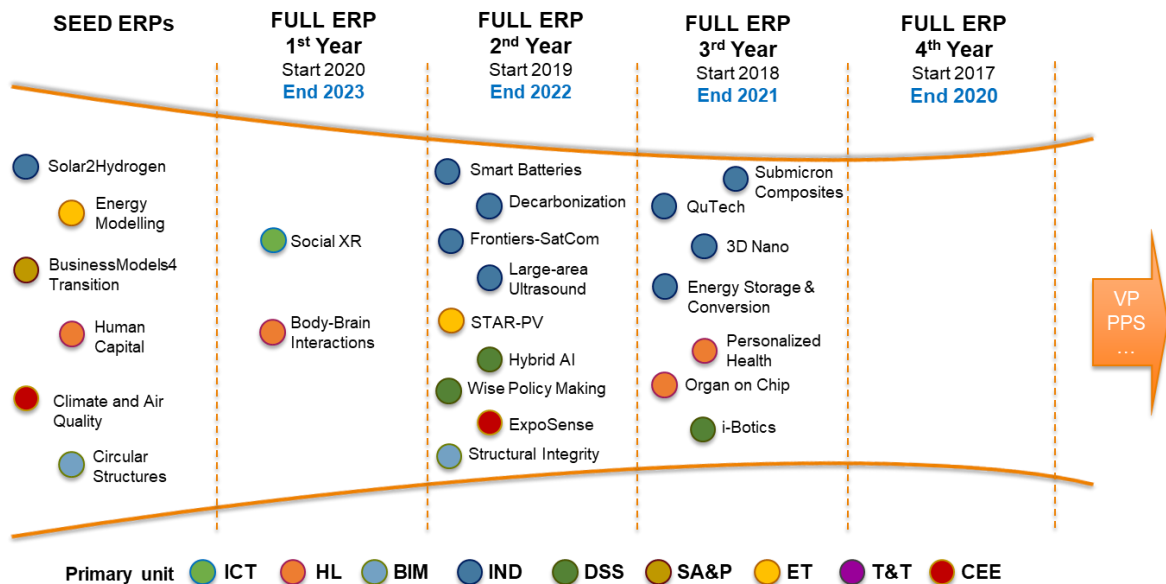 SEED ERPs
FULL ERP
1st Year
Start 2020
End 2023
FULL ERP
2nd Year
Start 2019
End 2022
FULL ERP
3rd Year
Start 2018
End 2021
FULL ERP
4th Year
Start 2017
End 2020
Solar2Hydrogen
Energy
Modelling
BusinessModels4
Transition
Human
Capital
Climate and Air
Quality
Circular
Structures
Social XR
Body-Brain
Interactions
Smart Batteries
Decarbonization
Frontiers-SatCom
Large-area
Ultrasound
STAR-PV
Hybrid AI
Wise Policy Making
ExpoSense
Structural Integrity
Submicron
Composites
QuTech
3D Nano
Energy Storage &
Conversion
Personalized
Health
Organ on Chip
i-Botics
VP
PPS
...
Primary unit ICT HL BIM IND DSS SA&P ET T&T CEE